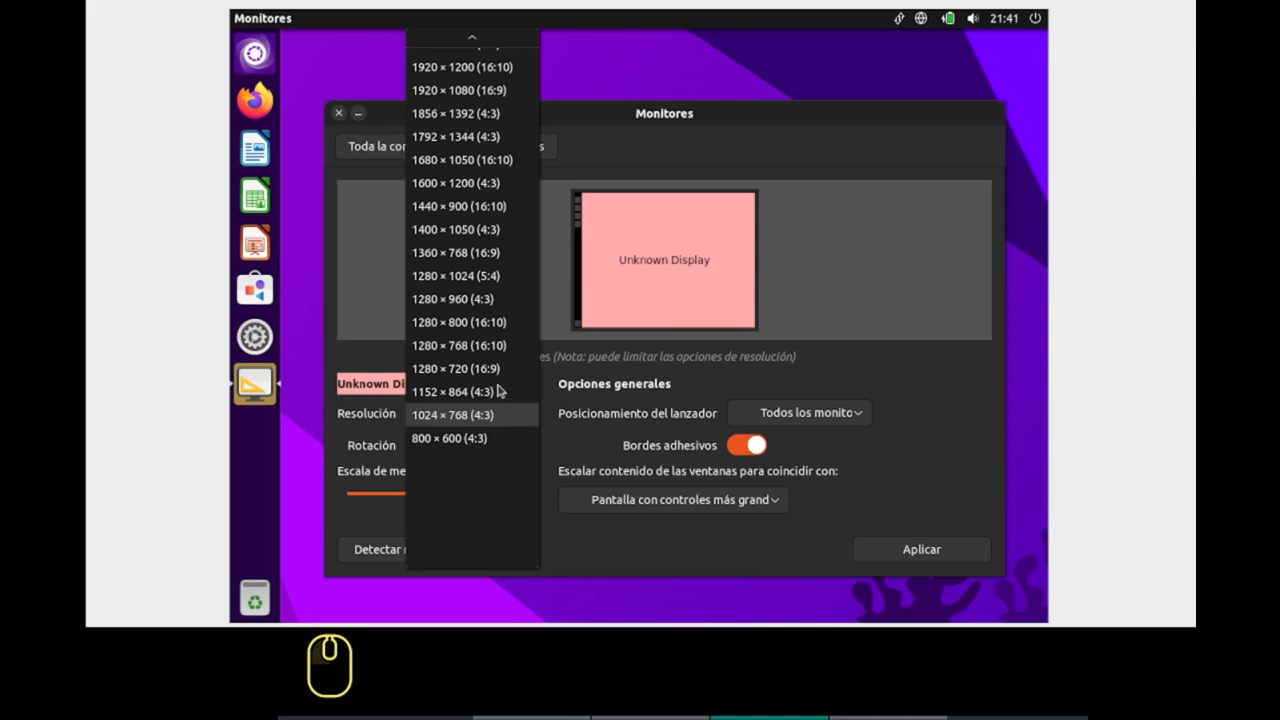 Monitores
21:41
1920 × 1200 (16:10)
1920 × 1080 (16:9)
1856 × 1392 (4:3)
1792 × 1344 (4:3)
1680 × 1050 (16:10)
1600 × 1200 (4:3)
1440 × 900 (16:10)
1400 × 1050 (4:3)
1360 × 768 (16:9)
1280 × 1024 (5:4)
1280 × 960 (4:3)
1280 × 800 (16:10)
1280 × 768 (16:10)
1280 × 720 (16:9)
1152 × 864 (4:3)
1024 × 768 (4:3)
800 × 600 (4:3)
Monitores
Toda la cor
s
Unknown Display
es (Nota: puede limitar las opciones de resolución)
Unknown Di
Resolución
Rotación
Escala de me
Detectar
Opciones generales
Posicionamiento del lanzador
Todos los monito
Bordes adhesivos
Escalar contenido de las ventanas para coincidir con:
Pantalla con controles más grand
Aplicar